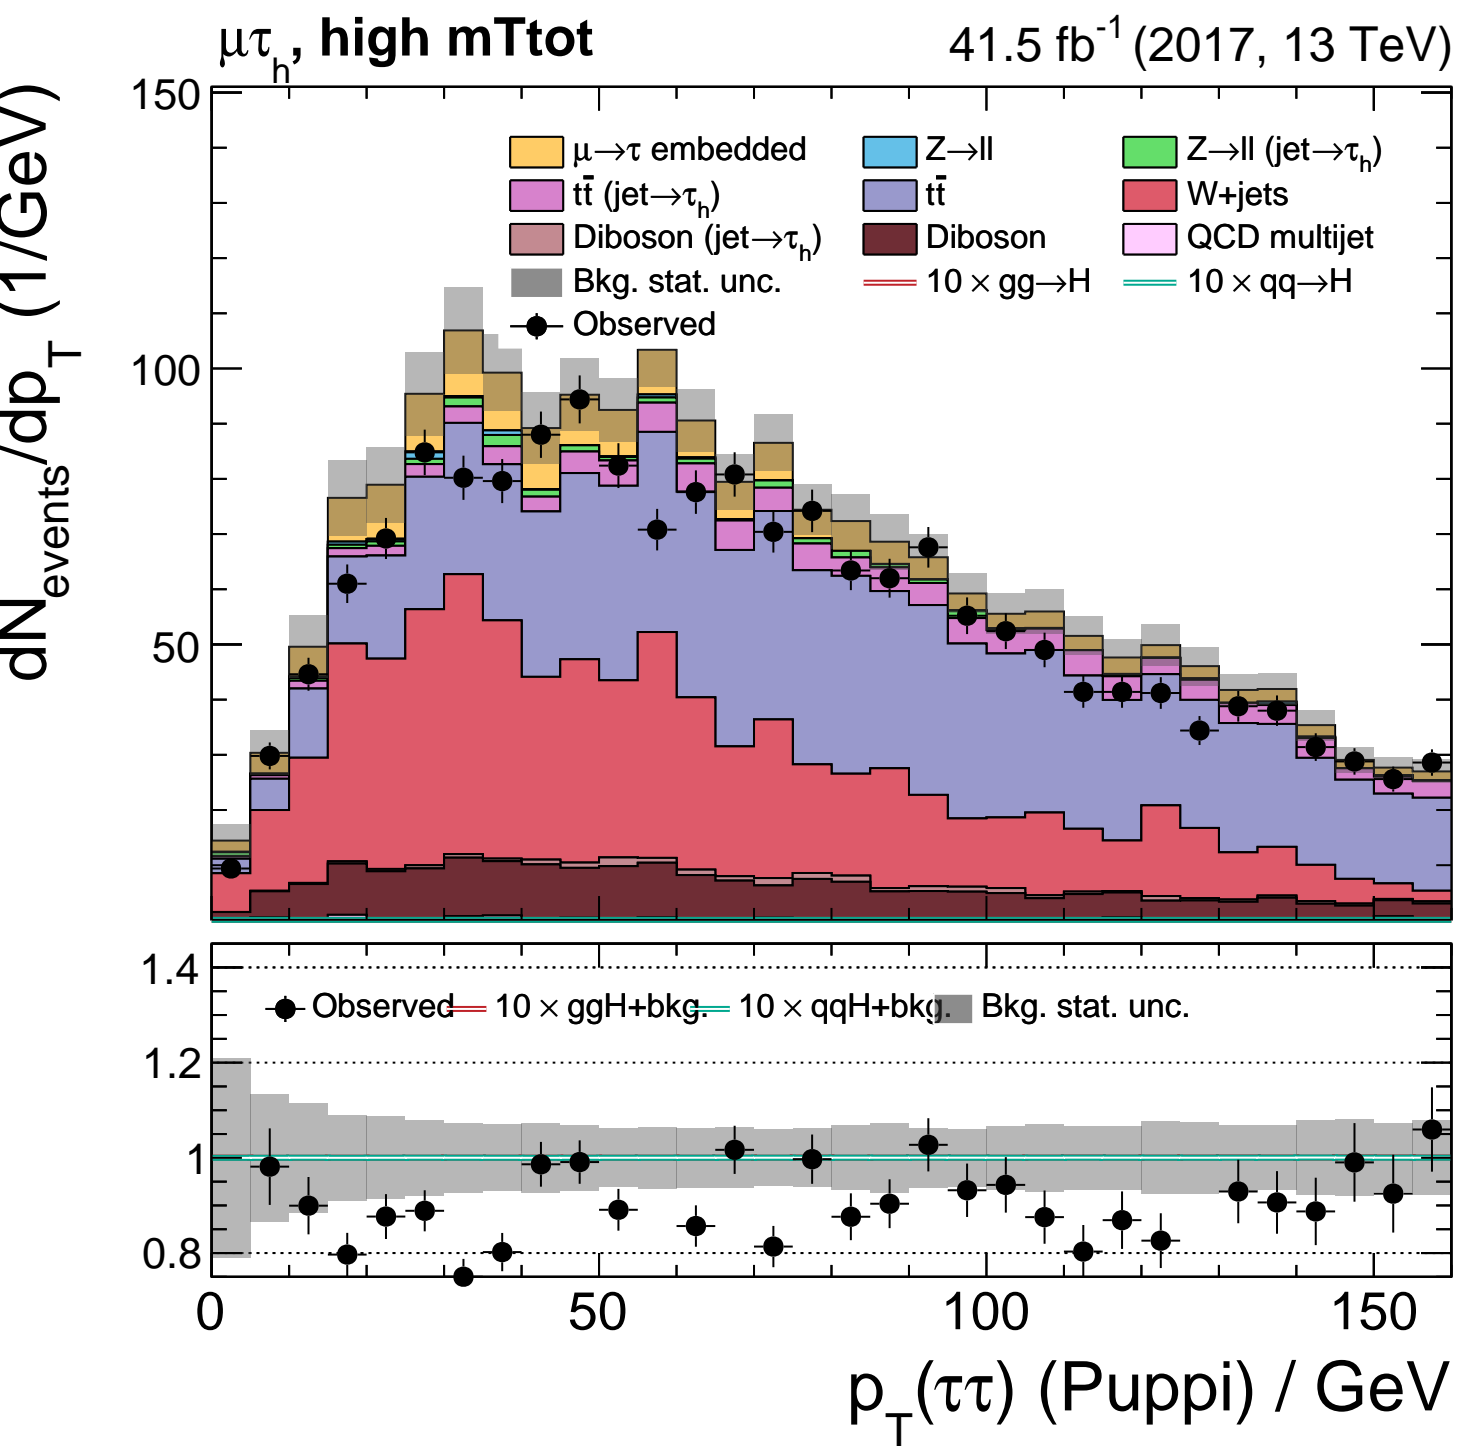 μτh, high mTtot 41.5 fb-1 (2017, 13 TeV)
dNevents/dpT (1/GeV)
150
100
50
μ→τ embedded Z→ll Z→ll (jet→τh)
tt̄ (jet→τh) tt̄ W+jets
Diboson (jet→τh) Diboson QCD multijet
Bkg. stat. unc. 10 × gg→H 10 × qq→H
Observed
1.4
1.2
1
0.8
Observed 10 × ggH+bkg. 10 × qqH+bkg. Bkg. stat. unc.
0 50 100 150
pT(ττ) (Puppi) / GeV